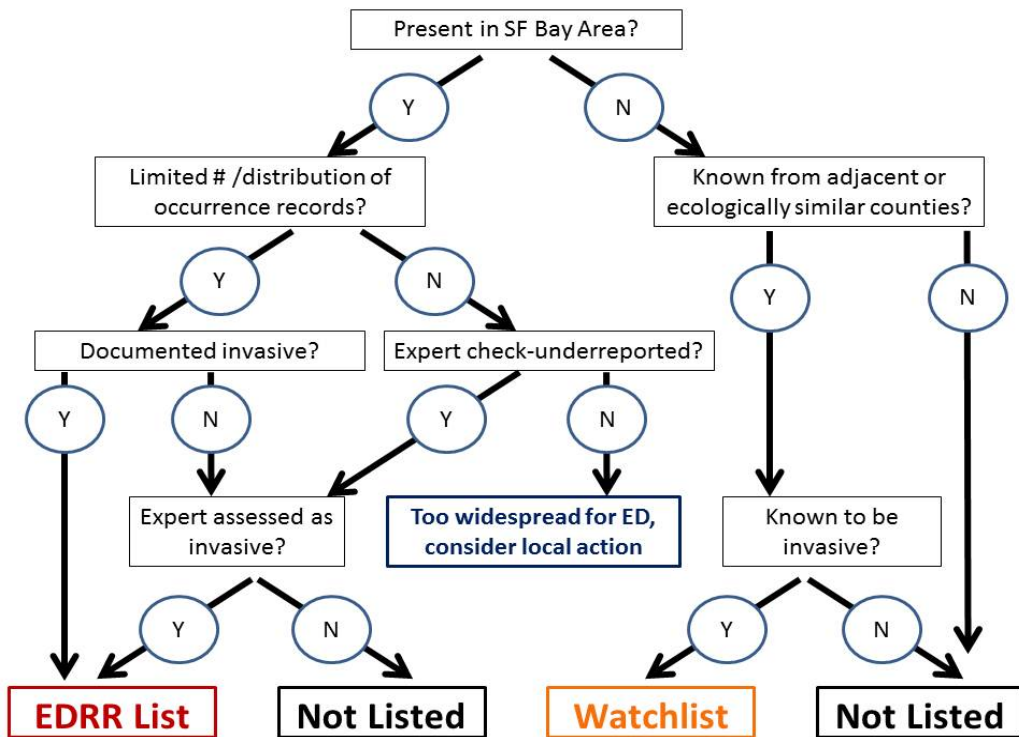 Present in SF Bay Area?
Y
N
Limited # /distribution of
occurrence records?
Known from adjacent or
ecologically similar counties?
Y
N
Y
N
Documented invasive?
Expert check-underreported?
Y
N
Y
N
Expert assessed as
invasive?
Too widespread for ED,
consider local action
Known to be
invasive?
Y
N
Y
N
EDRR List
Not Listed
Watchlist
Not Listed